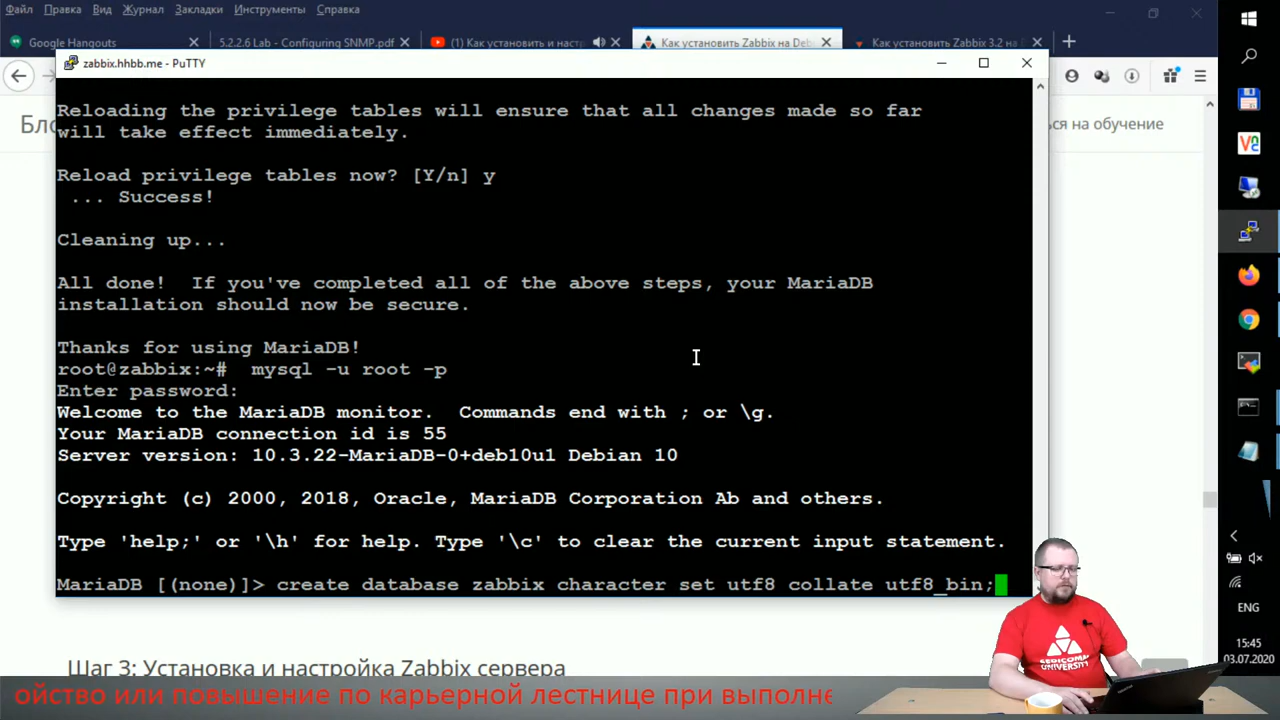 Файл Правка Вид Журнал Закладки Инструменты Справка
Google Hangouts
5.2.2.6 Lab - Configuring SNMP.pdf
(1) Как установить и настр
Как установить Zabbix на Deb
Как установить Zabbix 3.2 на
zabbix.hhbb.me - PuTTY
ься на обучение
Reloading the privilege tables will ensure that all changes made so far
will take effect immediately.
Reload privilege tables now? [Y/n] y
... Success!
Cleaning up...
All done! If you've completed all of the above steps, your MariaDB
installation should now be secure.
Thanks for using MariaDB!
root@zabbix:~# mysql -u root -p
Enter password:
Welcome to the MariaDB monitor. Commands end with ; or \g.
Your MariaDB connection id is 55
Server version: 10.3.22-MariaDB-0+deb10u1 Debian 10
Copyright (c) 2000, 2018, Oracle, MariaDB Corporation Ab and others.
Type 'help;' or '\h' for help. Type '\c' to clear the current input statement.
MariaDB [(none)]> create database zabbix character set utf8 collate utf8_bin;
ENG
15:45
03.07.2020
Шаг 3: Установка и настройка Zabbix сервера
UNIVERSITY
ойство или повышение по карьерной лестнице при выполне